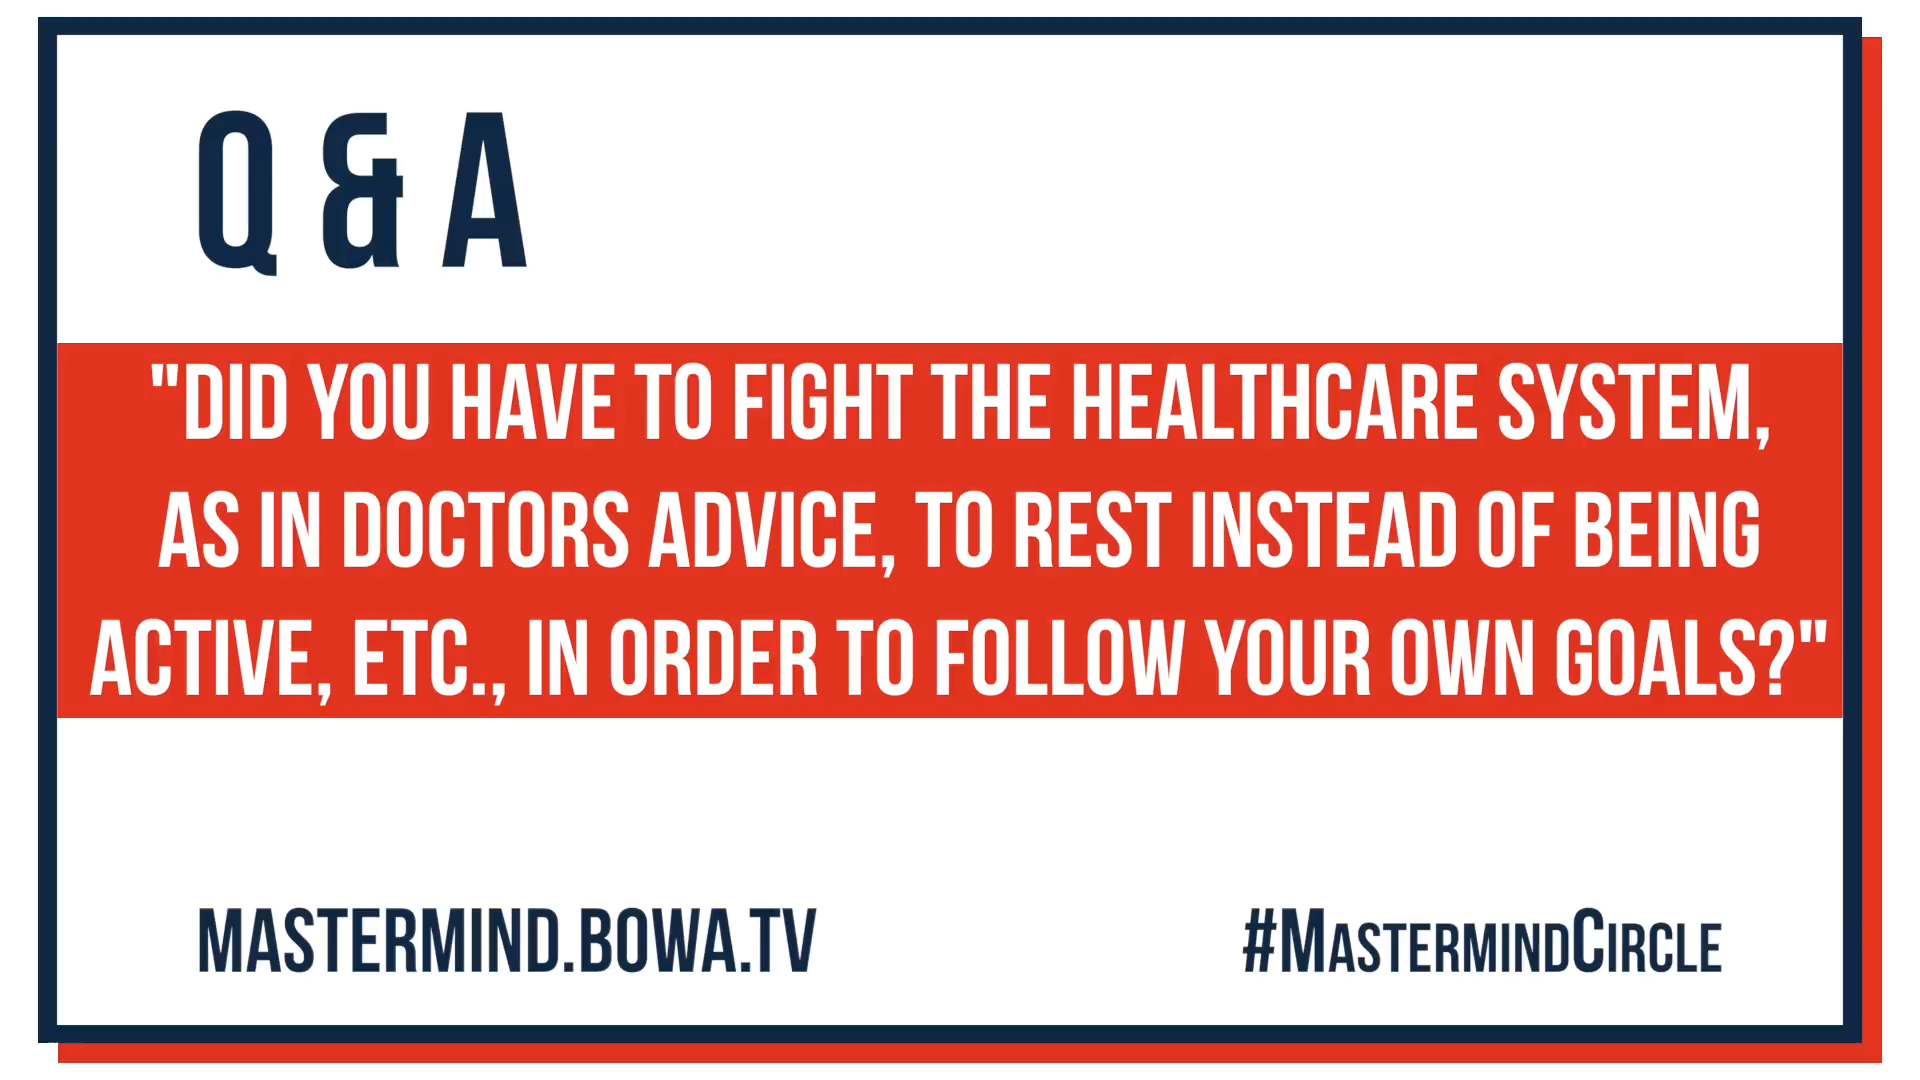 Q & A
"DID YOU HAVE TO FIGHT THE HEALTHCARE SYSTEM,
AS IN DOCTORS ADVICE, TO REST INSTEAD OF BEING
ACTIVE, ETC., IN ORDER TO FOLLOW YOUR OWN GOALS?"
MASTERMIND.BOWA.TV
#MASTERMINDCIRCLE